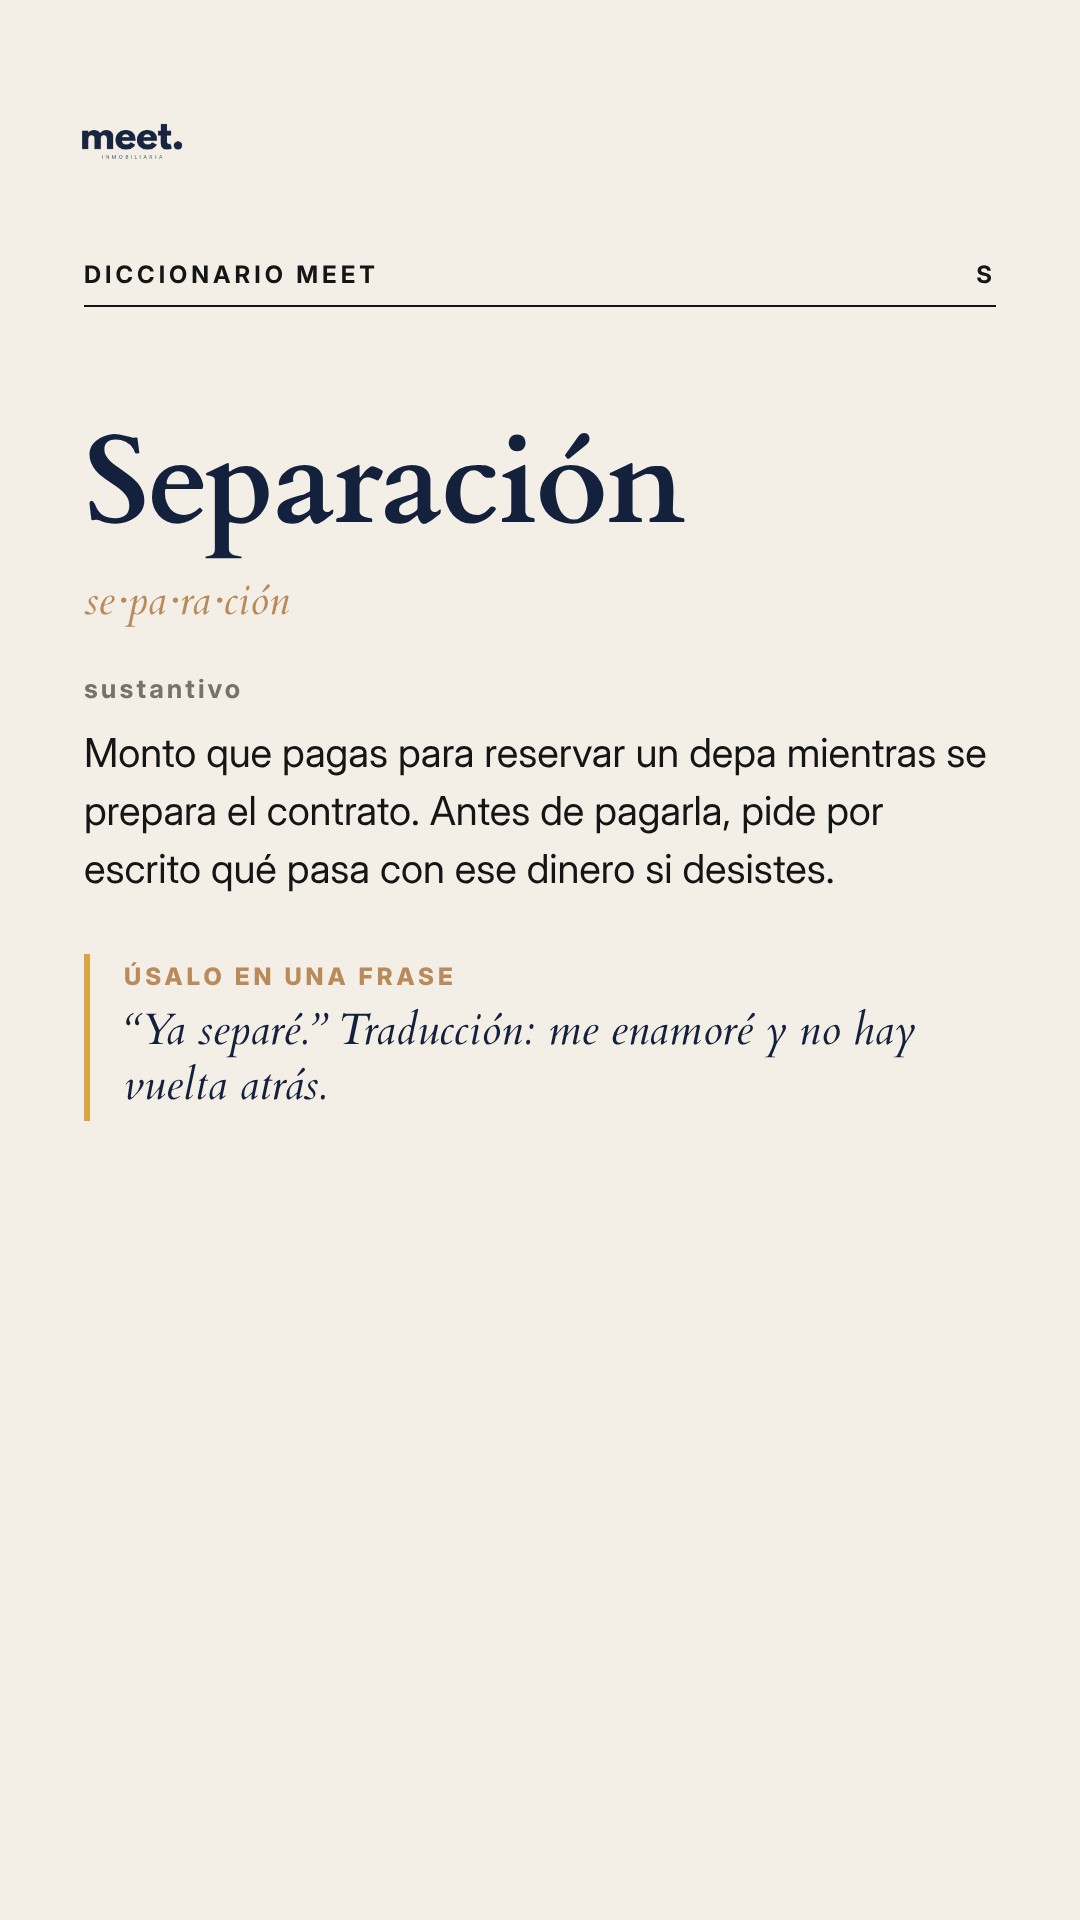 meet.
INMOBILIARIA
DICCIONARIO MEET S
Separación
se·pa·ra·ción
sustantivo
Monto que pagas para reservar un depa mientras se
prepara el contrato. Antes de pagarla, pide por
escrito qué pasa con ese dinero si desistes.
ÚSALO EN UNA FRASE
“Ya separé.” Traducción: me enamoré y no hay
vuelta atrás.